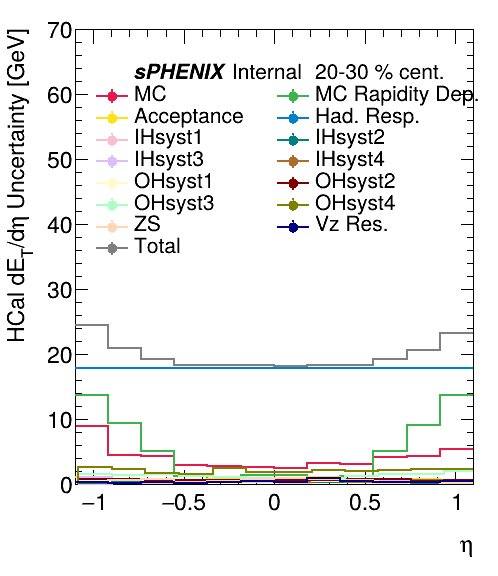 HCal dE_T/dη Uncertainty [GeV]
70
60
50
40
30
20
10
0
sPHENIX Internal 20-30 % cent.
MC
MC Rapidity Dep.
Acceptance
Had. Resp.
IHsyst1
IHsyst2
IHsyst3
IHsyst4
OHsyst1
OHsyst2
OHsyst3
OHsyst4
ZS
Vz Res.
Total
−1 −0.5 0 0.5 1
η